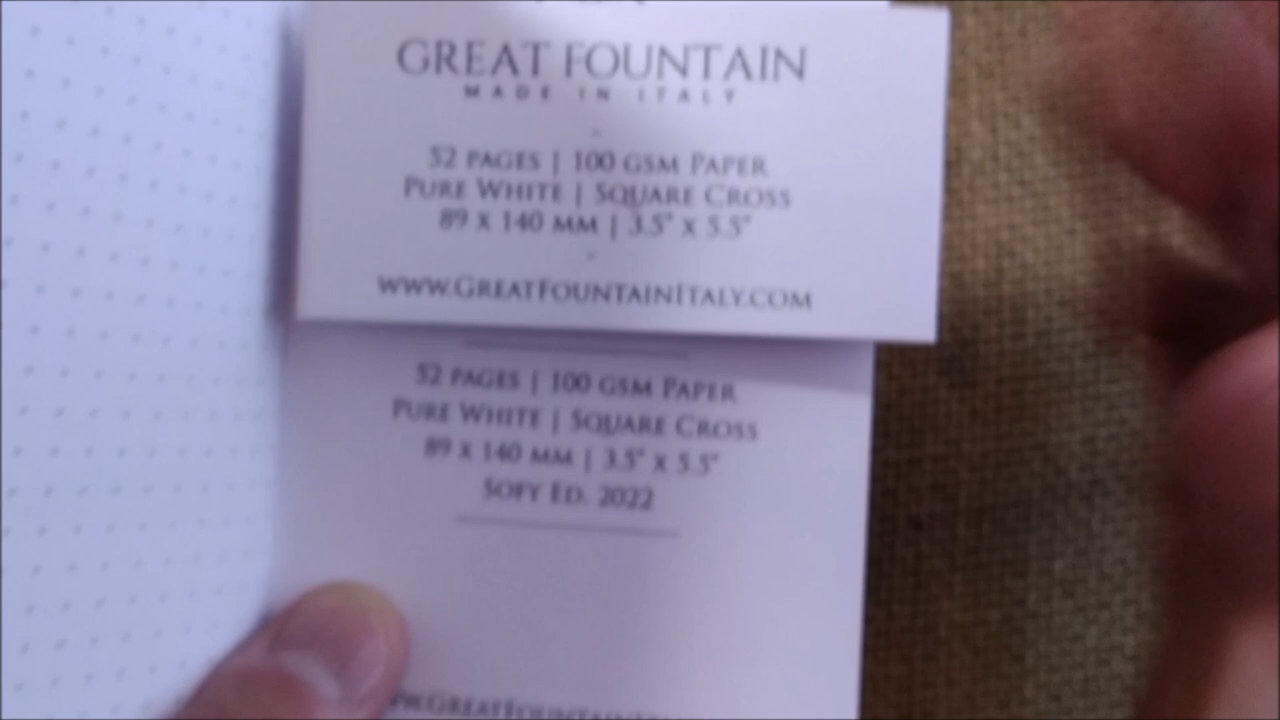 GREAT FOUNTAIN
MADE IN ITALY
52 PAGES | 100 GSM PAPER
PURE WHITE | SQUARE CROSS
89 X 140 MM | 3.5" X 5.5"
WWW.GREATFOUNTAINITALY.COM
52 PAGES | 100 GSM PAPER
PURE WHITE | SQUARE CROSS
89 X 140 MM | 3.5" X 5.5"
SOFY ED. 2022